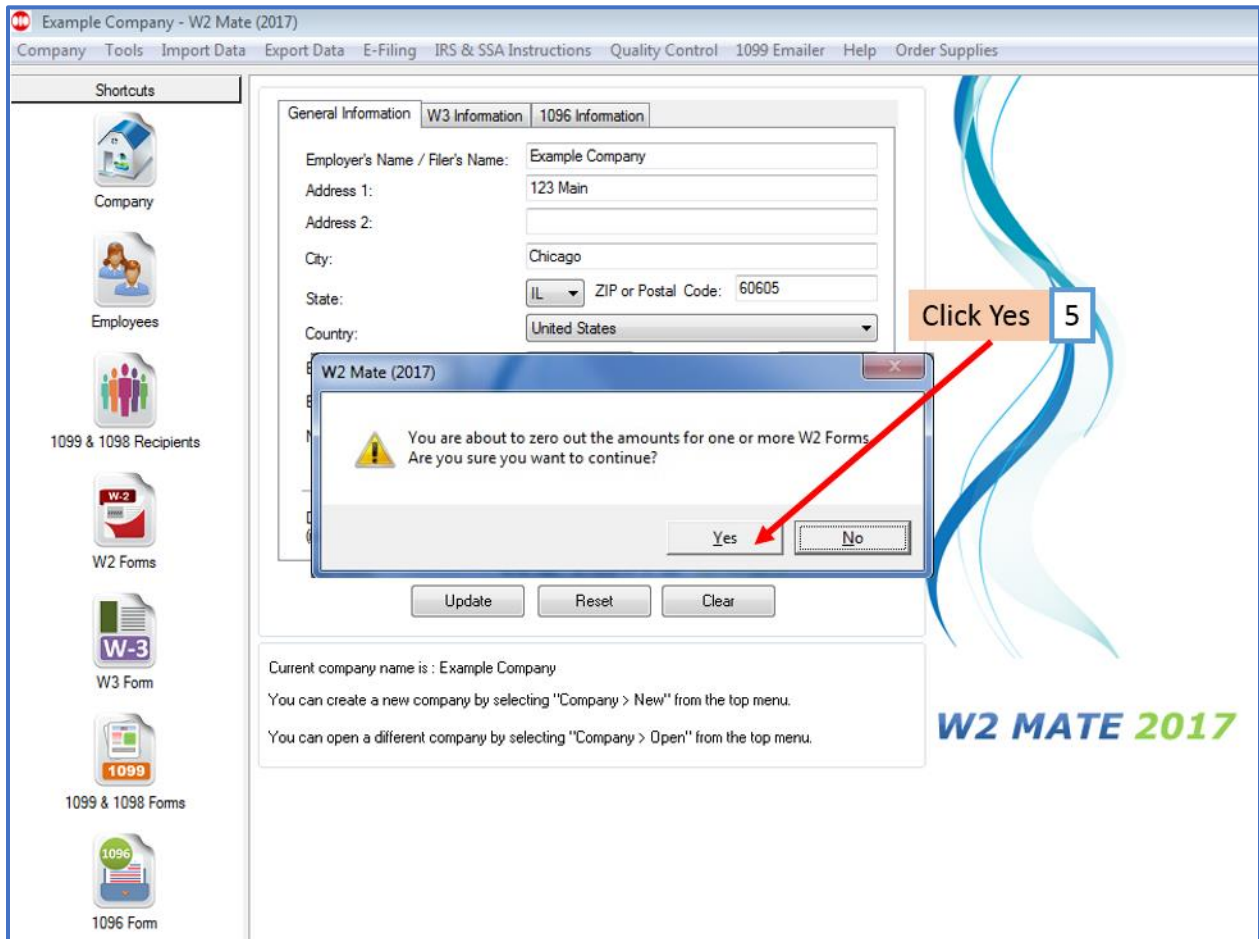 Example Company - W2 Mate (2017)
Company Tools Import Data Export Data E-Filing IRS & SSA Instructions Quality Control 1099 Emailer Help Order Supplies
Shortcuts
Company
Employees
1099 & 1098 Recipients
W-2
W2 Forms
W-3
W3 Form
1099
1099 & 1098 Forms
1096
1096 Form
General Information W3 Information 1096 Information
Employer's Name / Filer's Name: Example Company
Address 1: 123 Main
Address 2:
City: Chicago
State: IL ZIP or Postal Code: 60605
Country: United States
Click Yes 5
W2 Mate (2017)
You are about to zero out the amounts for one or more W2 Forms
Are you sure you want to continue?
Yes No
Update Reset Clear
Current company name is : Example Company
You can create a new company by selecting "Company > New" from the top menu.
You can open a different company by selecting "Company > Open" from the top menu.
W2 MATE 2017